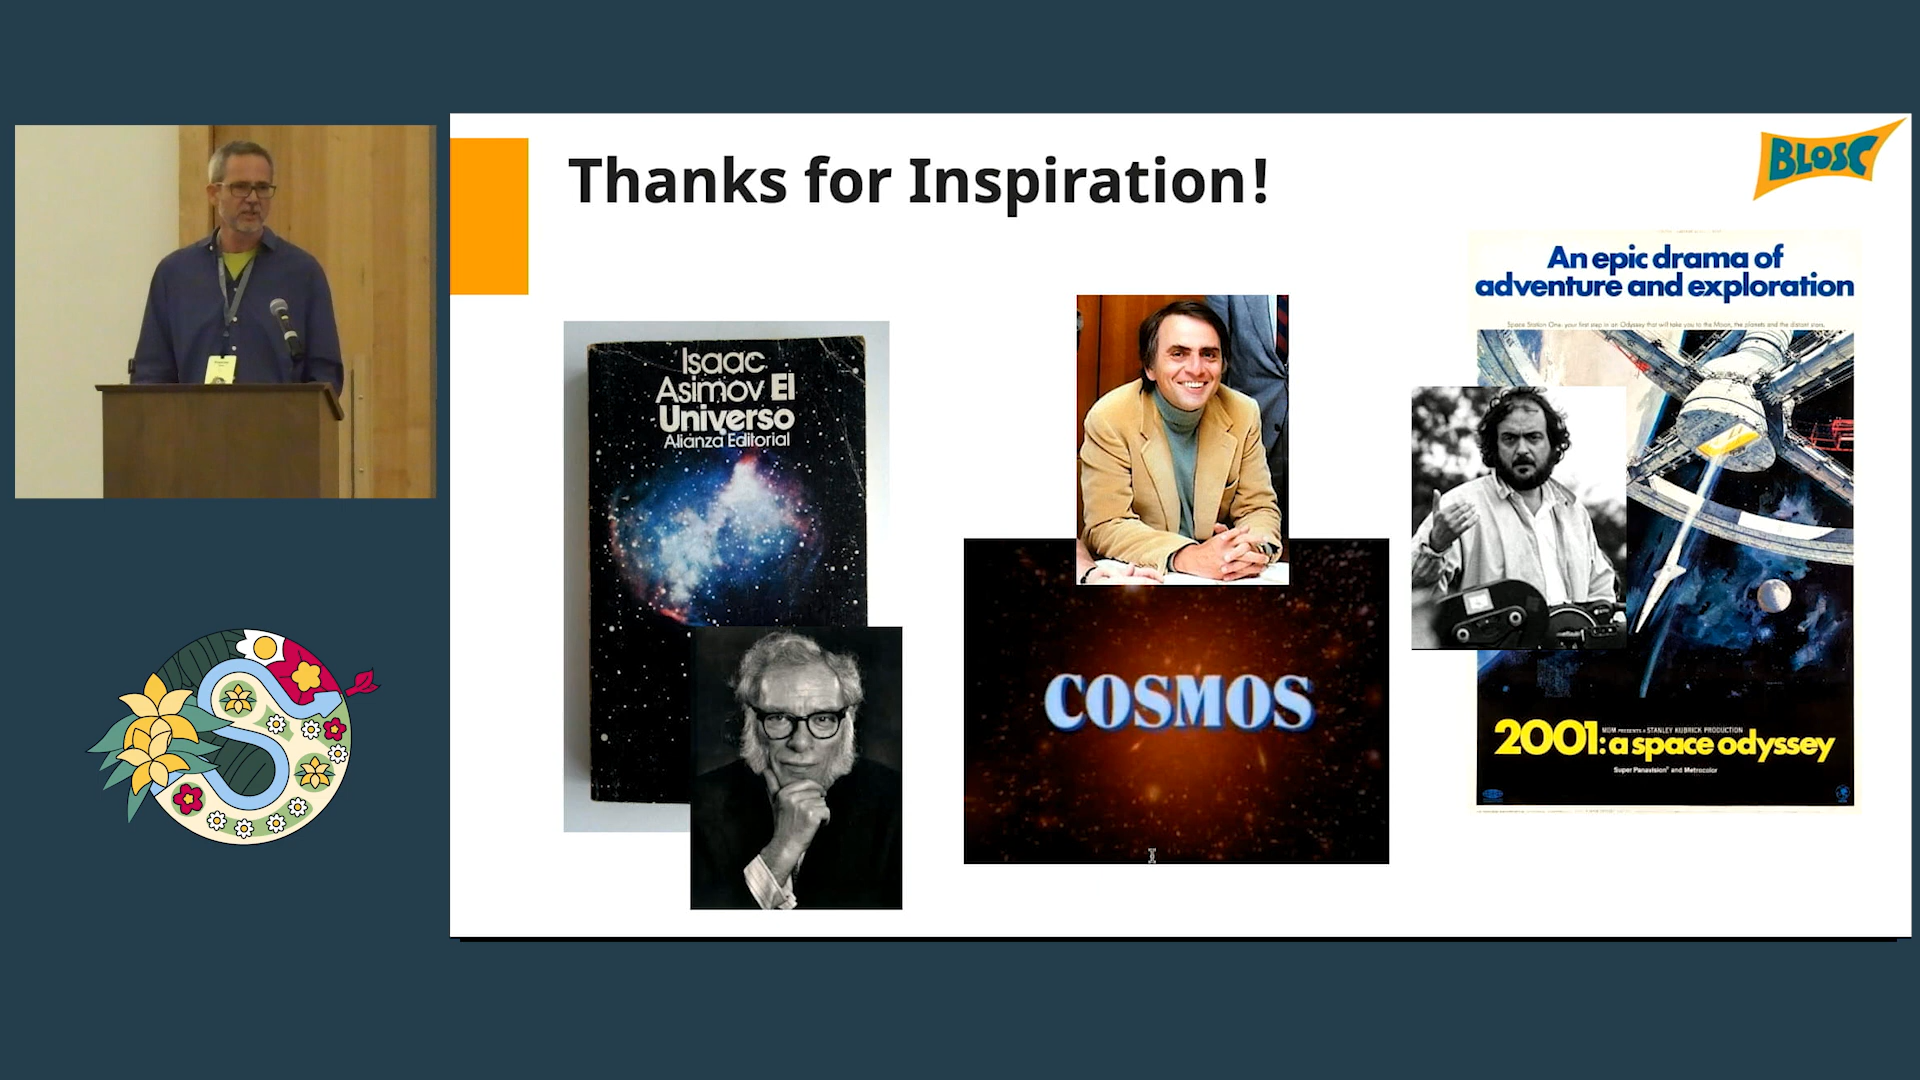 Thanks for Inspiration!
BLOSC
Isaac
Asimov El
Universo
Alianza Editorial
COSMOS
An epic drama of
adventure and exploration
Space Station One: your first step in an Odyssey that will take you to the Moon, the planets and the distant stars.
2001: a space odyssey
MGM PRESENTS A STANLEY KUBRICK PRODUCTION
Super Panavision® and Metrocolor